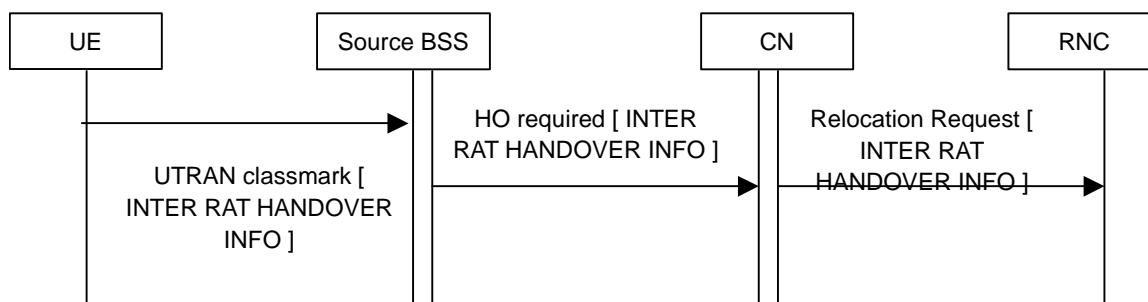 UE
Source BSS
CN
RNC
HO required [ INTER
RAT HANDOVER INFO ]
Relocation Request [
INTER RAT
HANDOVER INFO ]
UTRAN classmark [
INTER RAT HANDOVER
INFO ]